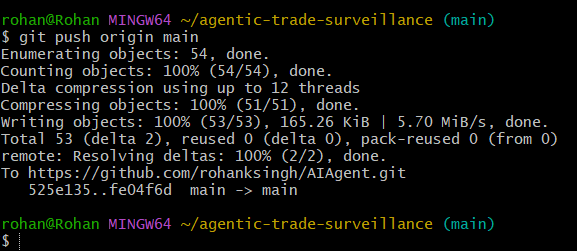 rohan@Rohan MINGW64 ~/agentic-trade-surveillance (main)
$ git push origin main
Enumerating objects: 54, done.
Counting objects: 100% (54/54), done.
Delta compression using up to 12 threads
Compressing objects: 100% (51/51), done.
Writing objects: 100% (53/53), 165.26 KiB | 5.70 MiB/s, done.
Total 53 (delta 2), reused 0 (delta 0), pack-reused 0 (from 0)
remote: Resolving deltas: 100% (2/2), done.
To https://github.com/rohanksingh/AIAgent.git
   525e135..fe04f6d  main -> main

rohan@Rohan MINGW64 ~/agentic-trade-surveillance (main)
$